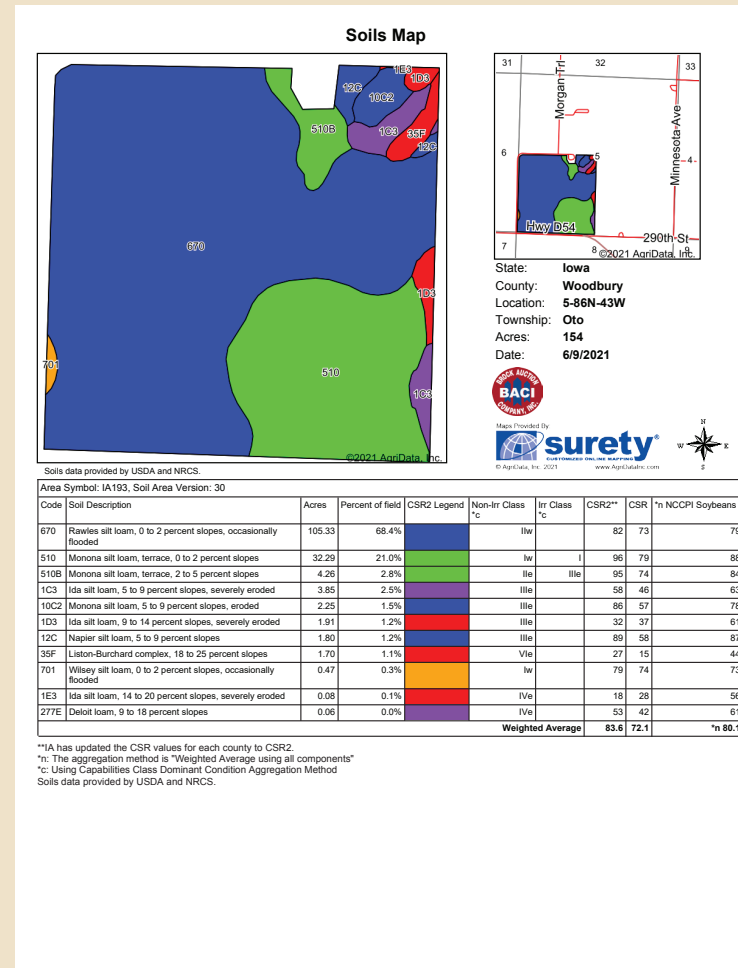 Soils Map
1E3
1D3
12C
10C2
510B
1C3
35F
12C
670
1D3
701
510
1C3
©2021 AgriData, Inc.
Soils data provided by USDA and NRCS.
31
32
33
Morgan-Trl
Minnesota-Ave
6
5
4
Hwy D54
290th-St
7
8
9
©2021 AgriData, Inc.
State: Iowa
County: Woodbury
Location: 5-86N-43W
Township: Oto
Acres: 154
Date: 6/9/2021
BROCK AUCTION
BACI
COMPANY, INC.
Maps Provided By:
surety®
CUSTOMIZED ONLINE MAPPING
© AgriData, Inc. 2021 www.AgriDataInc.com
N
W E
S
Area Symbol: IA193, Soil Area Version: 30
Code Soil Description Acres Percent of field CSR2 Legend Non-Irr Class *c Irr Class *c CSR2** CSR *n NCCPI Soybeans
670 Rawles silt loam, 0 to 2 percent slopes, occasionally flooded 105.33 68.4% IIw 82 73 79
510 Monona silt loam, terrace, 0 to 2 percent slopes 32.29 21.0% Iw I 96 79 88
510B Monona silt loam, terrace, 2 to 5 percent slopes 4.26 2.8% IIe IIIe 95 74 84
1C3 Ida silt loam, 5 to 9 percent slopes, severely eroded 3.85 2.5% IIIe 58 46 63
10C2 Monona silt loam, 5 to 9 percent slopes, eroded 2.25 1.5% IIIe 86 57 78
1D3 Ida silt loam, 9 to 14 percent slopes, severely eroded 1.91 1.2% IIIe 32 37 61
12C Napier silt loam, 5 to 9 percent slopes 1.80 1.2% IIIe 89 58 87
35F Liston-Burchard complex, 18 to 25 percent slopes 1.70 1.1% VIe 27 15 44
701 Wilsey silt loam, 0 to 2 percent slopes, occasionally flooded 0.47 0.3% Iw 79 74 73
1E3 Ida silt loam, 14 to 20 percent slopes, severely eroded 0.08 0.1% IVe 18 28 56
277E Deloit loam, 9 to 18 percent slopes 0.06 0.0% IVe 53 42 61
Weighted Average 83.6 72.1 *n 80.1
**IA has updated the CSR values for each county to CSR2.
*n: The aggregation method is "Weighted Average using all components"
*c: Using Capabilities Class Dominant Condition Aggregation Method
Soils data provided by USDA and NRCS.